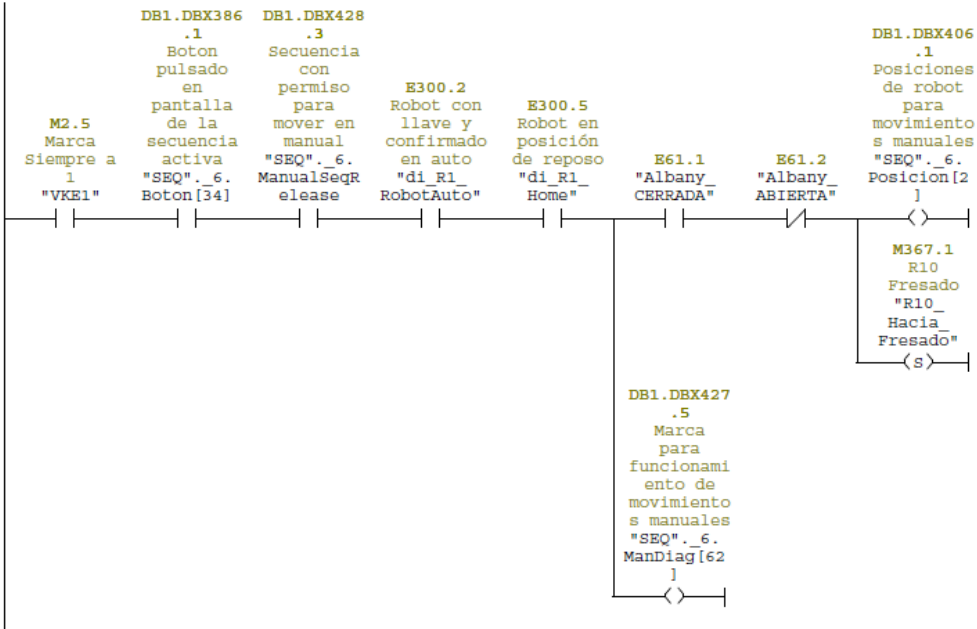 DB1.DBX386
.1
Boton
pulsado
en
pantalla
de la
secuencia
activa
"SEQ"._6.
Boton[34]
DB1.DBX428
.3
Secuencia
con
permiso
para
mover en
manual
"SEQ"._6.
ManualSeqR
elease
DB1.DBX406
.1
Posiciones
de robot
para
movimiento
s manuales
"SEQ"._6.
Posicion[2
]
M2.5
Marca
Siempre a
1
"VKE1"
E300.2
Robot con
llave y
confirmado
en auto
"di_R1_
RobotAuto"
E300.5
Robot en
posición
de reposo
"di_R1_
Home"
E61.1
"Albany_
CERRADA"
E61.2
"Albany_
ABIERTA"
M367.1
R10
Fresado
"R10_
Hacia_
Fresado"
S
DB1.DBX427
.5
Marca
para
funcionami
ento de
movimiento
s manuales
"SEQ"._6.
ManDiag[62
]